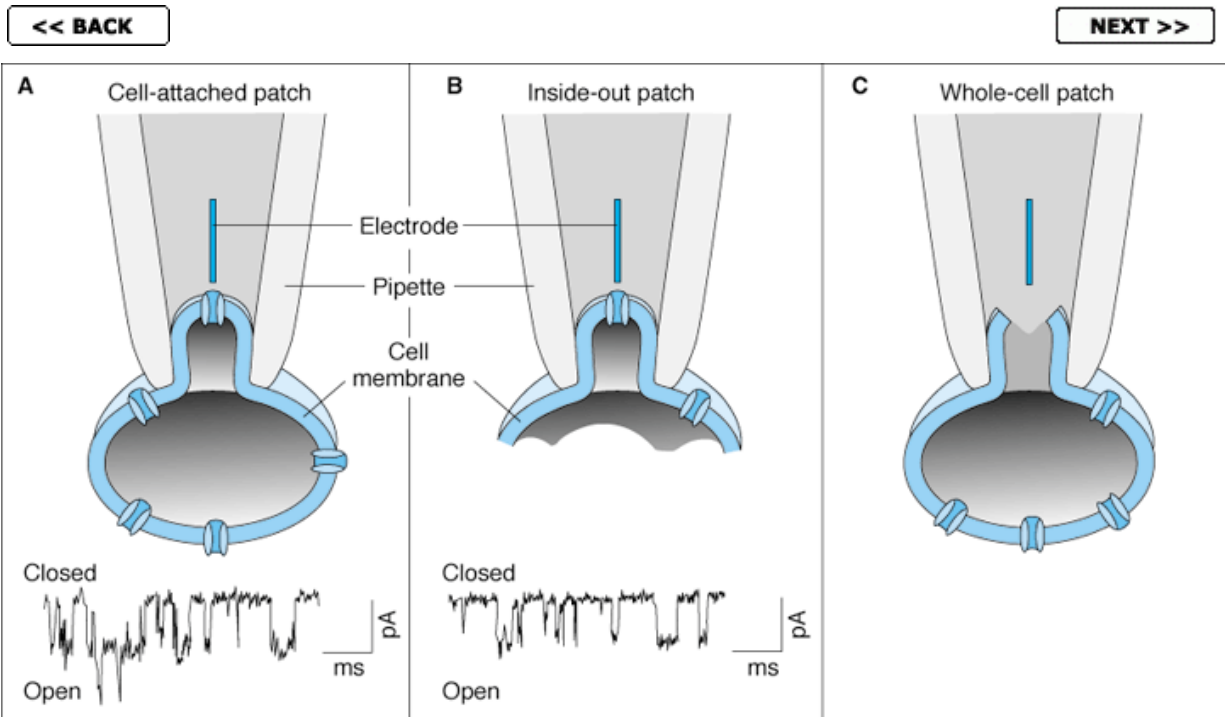 << BACK
NEXT >>
A
Cell-attached patch
B
Inside-out patch
C
Whole-cell patch
Electrode
Pipette
Cell
membrane
Closed
Open
pA
ms
Closed
Open
pA
ms